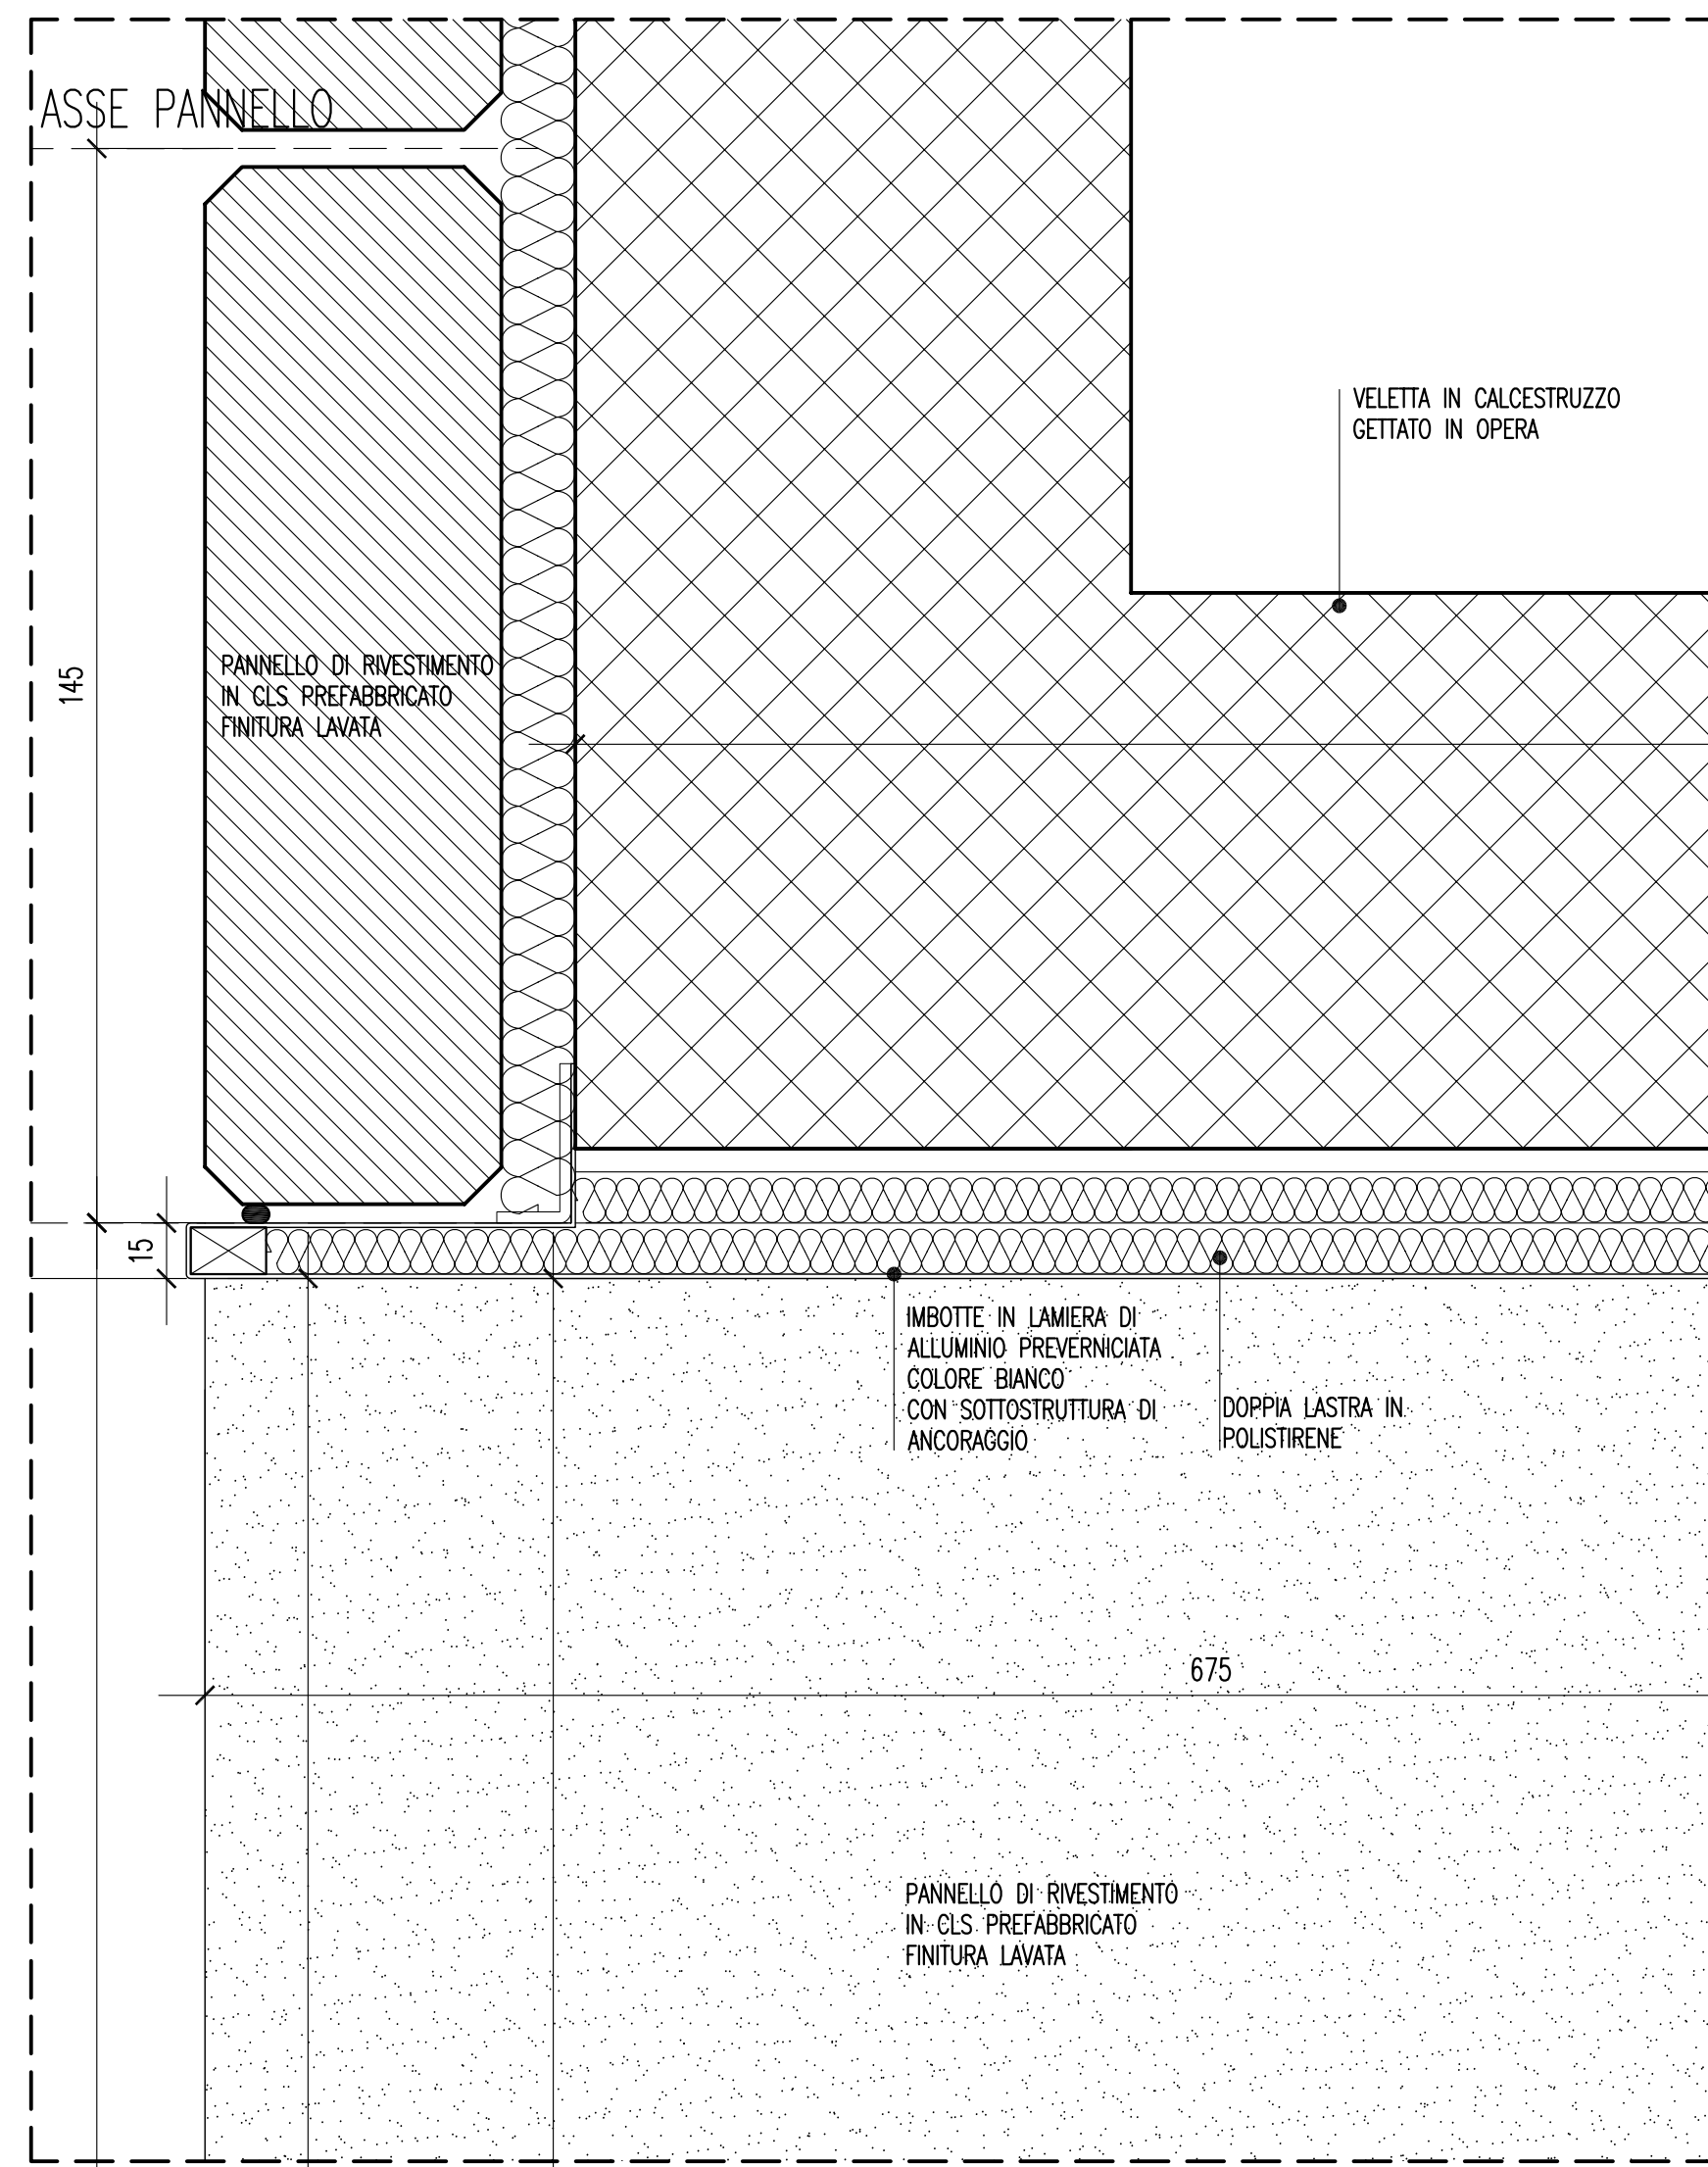 ASSE PANNELLO
VELETTA IN CALCESTRUZZO
GETTATO IN OPERA
PANNELLO DI RIVESTIMENTO
IN CLS PREFABBRICATO
FINITURA LAVATA
145
15
IMBOTTE IN LAMIERA DI
ALLUMINIO PREVERNICIATA
COLORE BIANCO
CON SOTTOSTRUTTURA DI
ANCORAGGIO
DOPPIA LASTRA IN
POLISTIRENE
675
PANNELLO DI RIVESTIMENTO
IN CLS PREFABBRICATO
FINITURA LAVATA